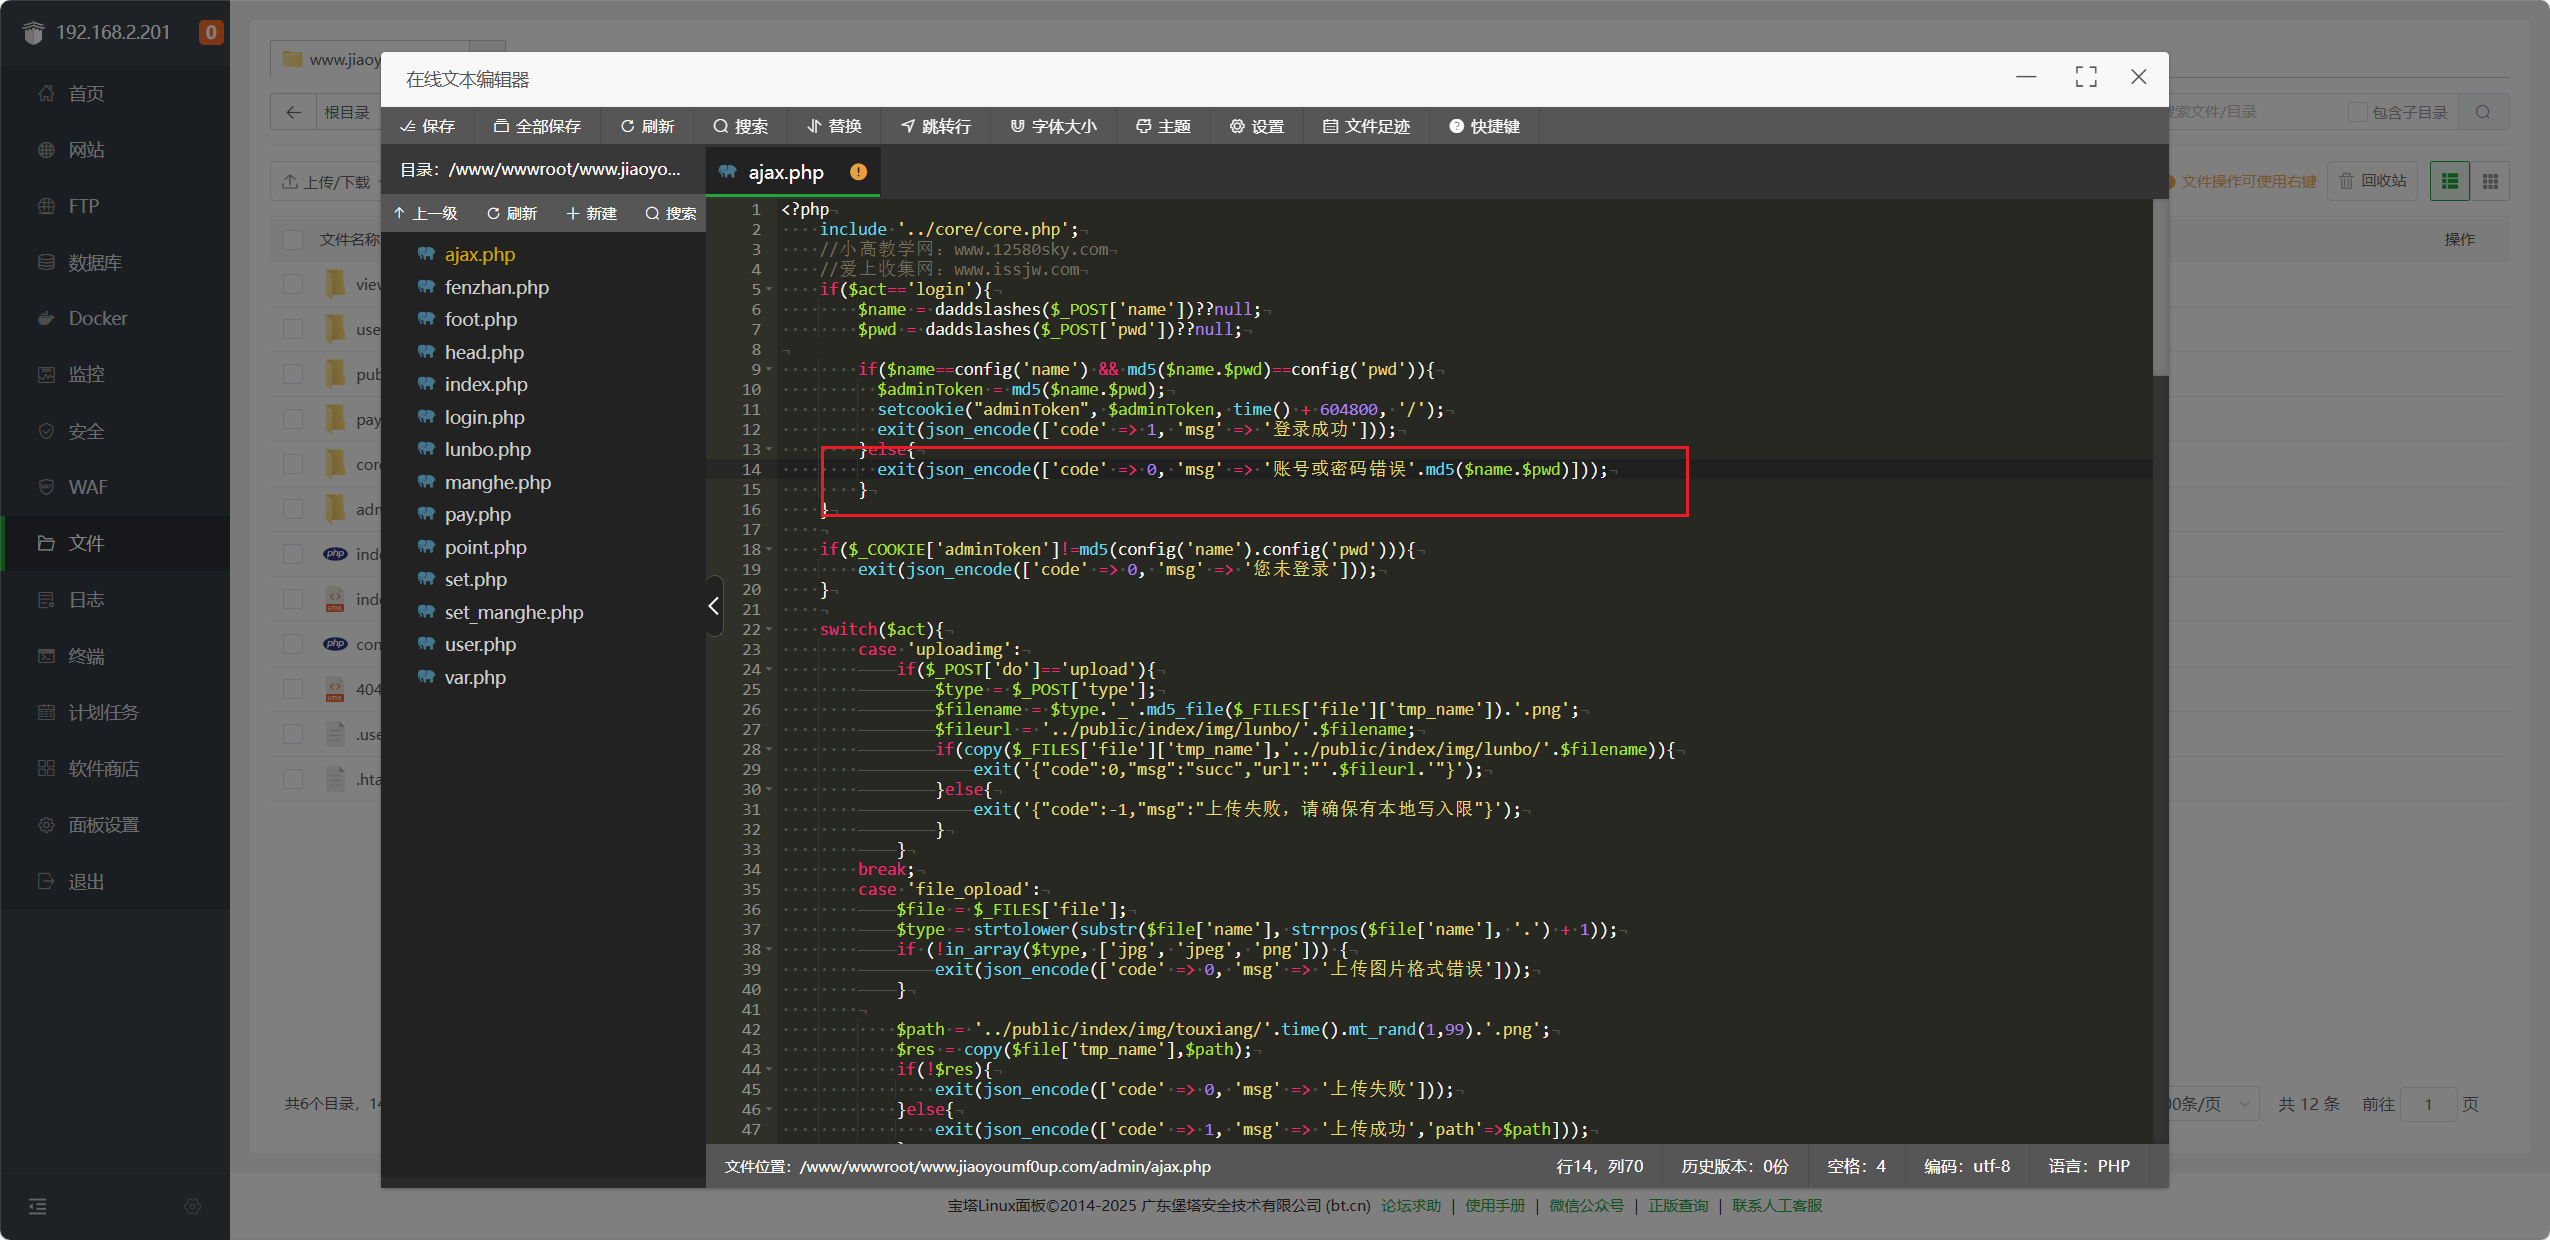 192.168.2.201
0
首页
网站
FTP
数据库
Docker
监控
安全
WAF
文件
日志
终端
计划任务
软件商店
面板设置
退出
www.jiaoy
根目录
搜索文件/目录
包含子目录
上传/下载
文件操作可使用右键
回收站
文件名称
操作
view
use
pub
pay
core
adm
php inde
HTML inde
php con
HTML 404
.use
.hta
共6个目录，14
00条/页
共 12 条
前往
1
页
在线文本编辑器
保存
全部保存
刷新
搜索
替换
跳转行
字体大小
主题
设置
文件足迹
快捷键
目录：/www/wwwroot/www.jiaoyo...
上一级
刷新
新建
搜索
ajax.php
fenzhan.php
foot.php
head.php
index.php
login.php
lunbo.php
manghe.php
pay.php
point.php
set.php
set_manghe.php
user.php
var.php
ajax.php
1 <?php
2 include '../core/core.php';
3 //小高教学网：www.12580sky.com
4 //爱上收集网：www.issjw.com
5 if($act=='login'){
6 $name = daddslashes($_POST['name'])??null;
7 $pwd = daddslashes($_POST['pwd'])??null;
8
9 if($name==config('name') && md5($name.$pwd)==config('pwd')){
10 $adminToken = md5($name.$pwd);
11 setcookie("adminToken", $adminToken, time() + 604800, '/');
12 exit(json_encode(['code' => 1, 'msg' => '登录成功']));
13 }else{
14 exit(json_encode(['code' => 0, 'msg' => '账号或密码错误'.md5($name.$pwd)]));
15 }
16 }
17
18 if($_COOKIE['adminToken']!=md5(config('name').config('pwd'))){
19 exit(json_encode(['code' => 0, 'msg' => '您未登录']));
20 }
21
22 switch($act){
23 case 'uploadimg':
24 if($_POST['do']=='upload'){
25 $type = $_POST['type'];
26 $filename = $type.'_'.md5_file($_FILES['file']['tmp_name']).'.png';
27 $fileurl = '../public/index/img/lunbo/'.$filename;
28 if(copy($_FILES['file']['tmp_name'],'../public/index/img/lunbo/'.$filename)){
29 exit('{"code":0,"msg":"succ","url":"'.$fileurl.'"}');
30 }else{
31 exit('{"code":-1,"msg":"上传失败，请确保有本地写入限"}');
32 }
33 }
34 break;
35 case 'file_opload':
36 $file = $_FILES['file'];
37 $type = strtolower(substr($file['name'], strrpos($file['name'], '.') + 1));
38 if (!in_array($type, ['jpg', 'jpeg', 'png'])) {
39 exit(json_encode(['code' => 0, 'msg' => '上传图片格式错误']));
40 }
41
42 $path = '../public/index/img/touxiang/'.time().mt_rand(1,99).'.png';
43 $res = copy($file['tmp_name'],$path);
44 if(!$res){
45 exit(json_encode(['code' => 0, 'msg' => '上传失败']));
46 }else{
47 exit(json_encode(['code' => 1, 'msg' => '上传成功','path'=>$path]));
文件位置：/www/wwwroot/www.jiaoyoumf0up.com/admin/ajax.php
行14，列70
历史版本：0份
空格：4
编码：utf-8
语言：PHP
宝塔Linux面板©2014-2025 广东堡塔安全技术有限公司 (bt.cn) 论坛求助 | 使用手册 | 微信公众号 | 正版查询 | 联系人工客服